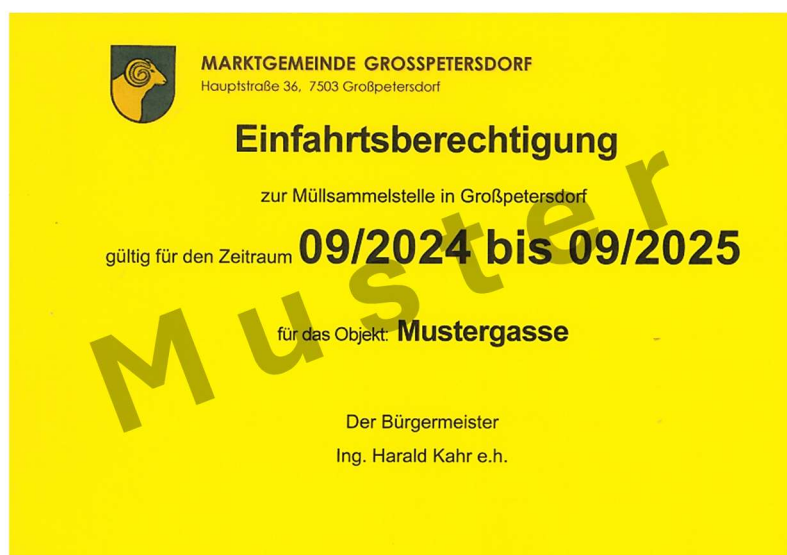 MARKTGEMEINDE GROSSPETERSDORF
Hauptstraße 36, 7503 Großpetersdorf
Einfahrtsberechtigung
zur Müllsammelstelle in Großpetersdorf
gültig für den Zeitraum 09/2024 bis 09/2025
für das Objekt: Mustergasse
Der Bürgermeister
Ing. Harald Kahr e.h.
Muster